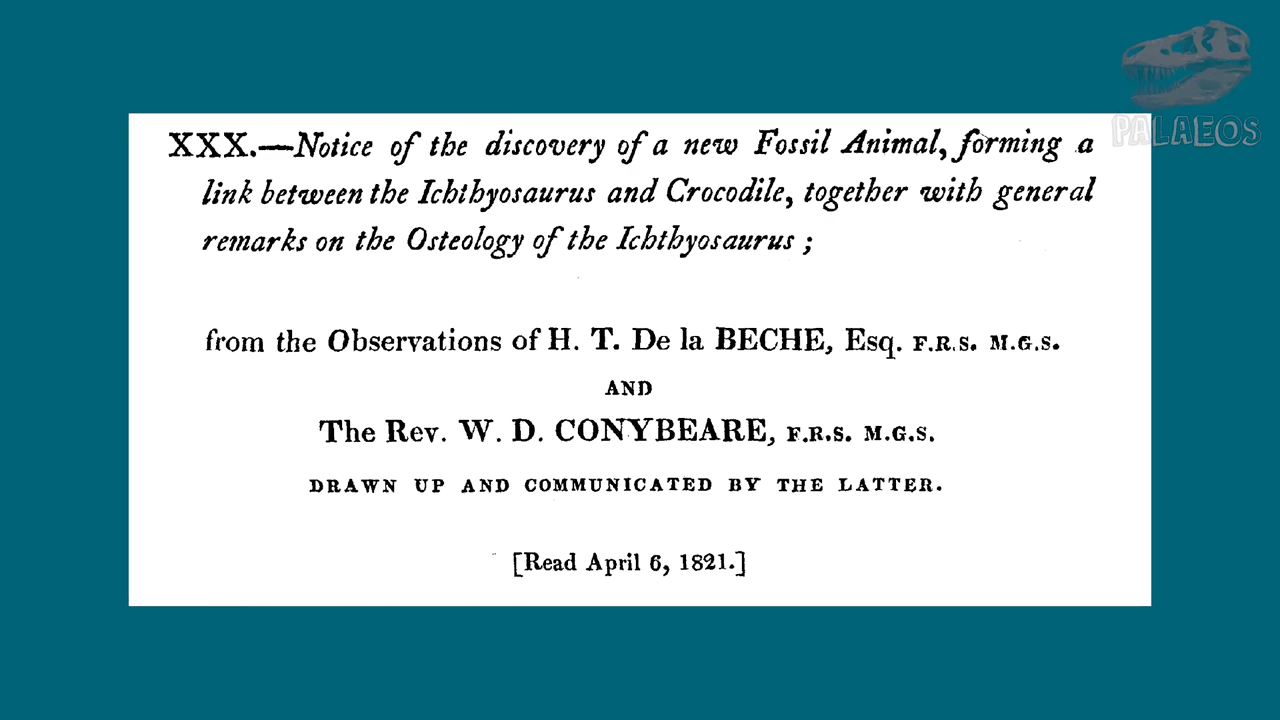 PALAEOS
XXX.—Notice of the discovery of a new Fossil Animal, forming a
link between the Ichthyosaurus and Crocodile, together with general
remarks on the Osteology of the Ichthyosaurus ;
from the Observations of H. T. De la BECHE, Esq. F.R.S. M.G.S.
AND
The Rev. W. D. CONYBEARE, F.R.S. M.G.S.
DRAWN UP AND COMMUNICATED BY THE LATTER.
[Read April 6, 1821.]